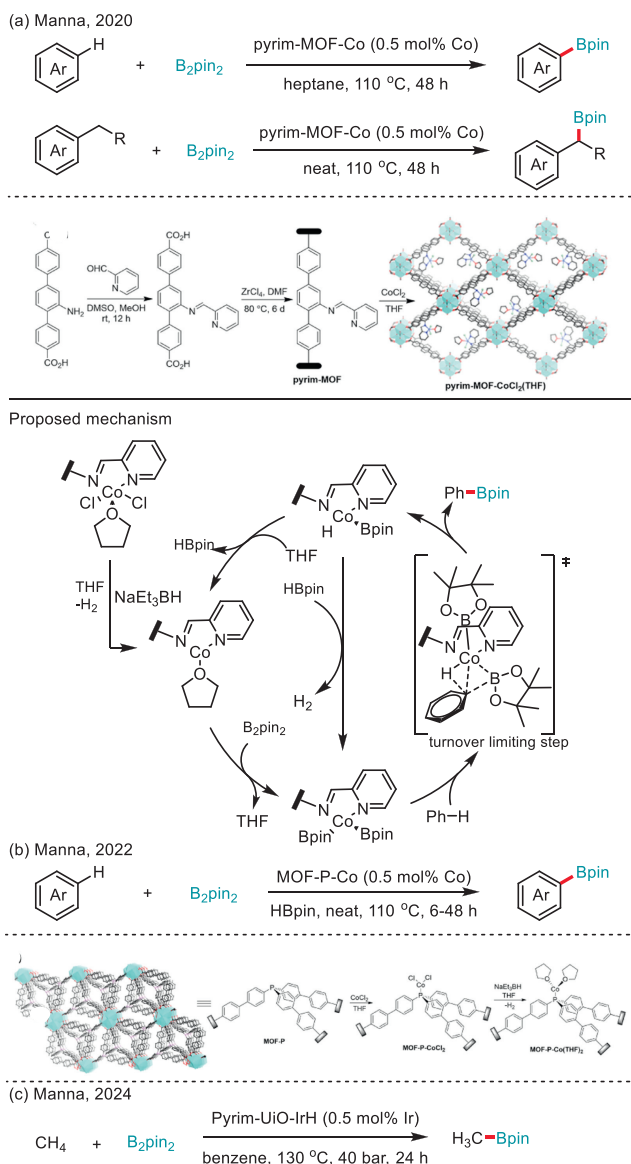 (a) Manna, 2020
H
Ar
+
B2pin2
pyrim-MOF-Co (0.5 mol% Co)
heptane, 110 °C, 48 h
Ar
Bpin
Ar
R
+
B2pin2
pyrim-MOF-Co (0.5 mol% Co)
neat, 110 °C, 48 h
Bpin
Ar
R
CO2H
NH2
CO2H
OHC
N
DMSO, MeOH
rt, 12 h
CO2H
N
N
CO2H
ZrCl4, DMF
80 °C, 6 d
N
N
pyrim-MOF
CoCl2
THF
pyrim-MOF-CoCl2(THF)
Proposed mechanism
N
N
Cl
Co
Cl
O
THF
-H2
NaEt3BH
N
N
Co
O
HBpin
THF
N
N
Co
H
Bpin
HBpin
H2
B2pin2
THF
N
N
Co
Bpin
Bpin
Ph–H
Ph–Bpin
O
O
B
N
N
Co
H
B
O
O
‡
turnover limiting step
(b) Manna, 2022
H
Ar
+
B2pin2
MOF-P-Co (0.5 mol% Co)
HBpin, neat, 110 °C, 6-48 h
Ar
Bpin
P
MOF-P
CoCl2
THF
Cl
Cl
Co
P
MOF-P-CoCl2
NaEt3BH
THF
-H2
O
O
Co
P
MOF-P-Co(THF)2
(c) Manna, 2024
CH4
+
B2pin2
Pyrim-UiO-IrH (0.5 mol% Ir)
benzene, 130 °C, 40 bar, 24 h
H3C–Bpin